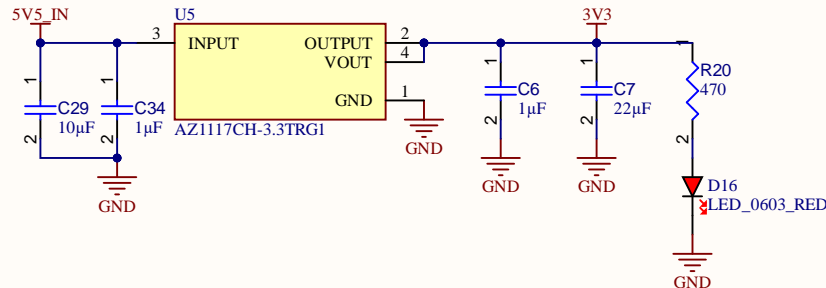 5V5_IN
U5
3V3
3
INPUT
OUTPUT
2
VOUT
4
GND
1
AZ1117CH-3.3TRG1
1
C29
10µF
2
1
C34
1µF
2
GND
GND
1
C6
1µF
2
GND
1
C7
22µF
2
GND
1
R20
470
2
D16
LED_0603_RED
GND